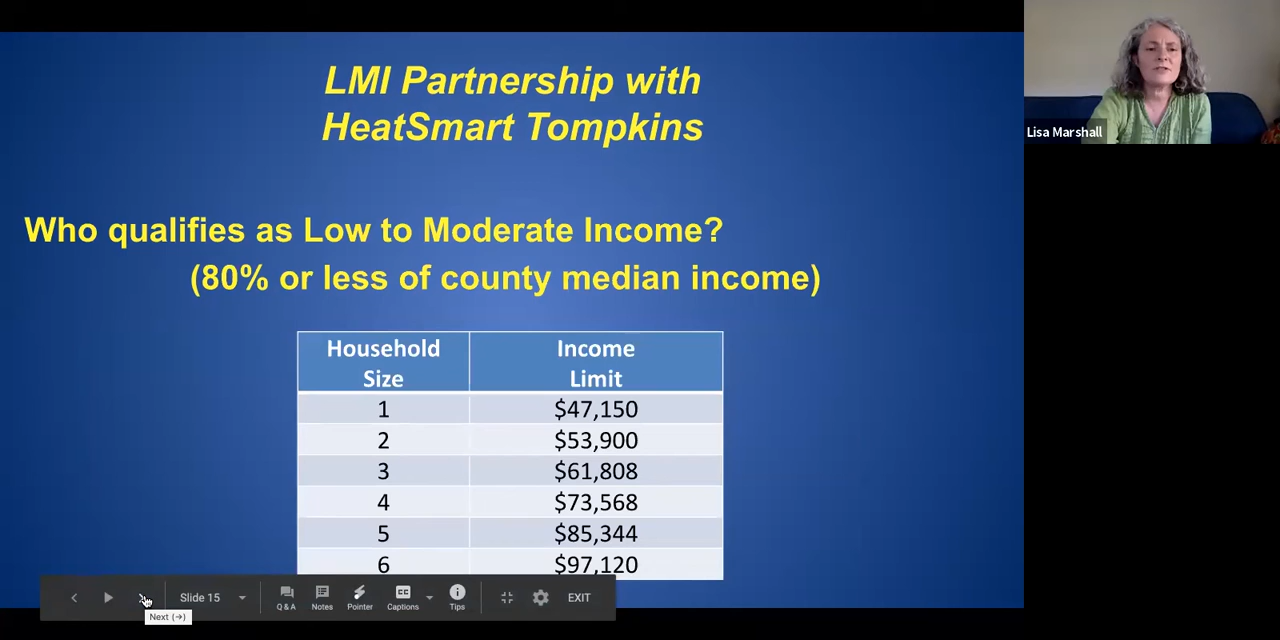 LMI Partnership with
HeatSmart Tompkins
Lisa Marshall
Who qualifies as Low to Moderate Income?
(80% or less of county median income)
Household Income
Size Limit
1 $47,150
2 $53,900
3 $61,808
4 $73,568
5 $85,344
6 $97,120
Slide 15 Q & A Notes Pointer CC Captions Tips EXIT
Next (→)